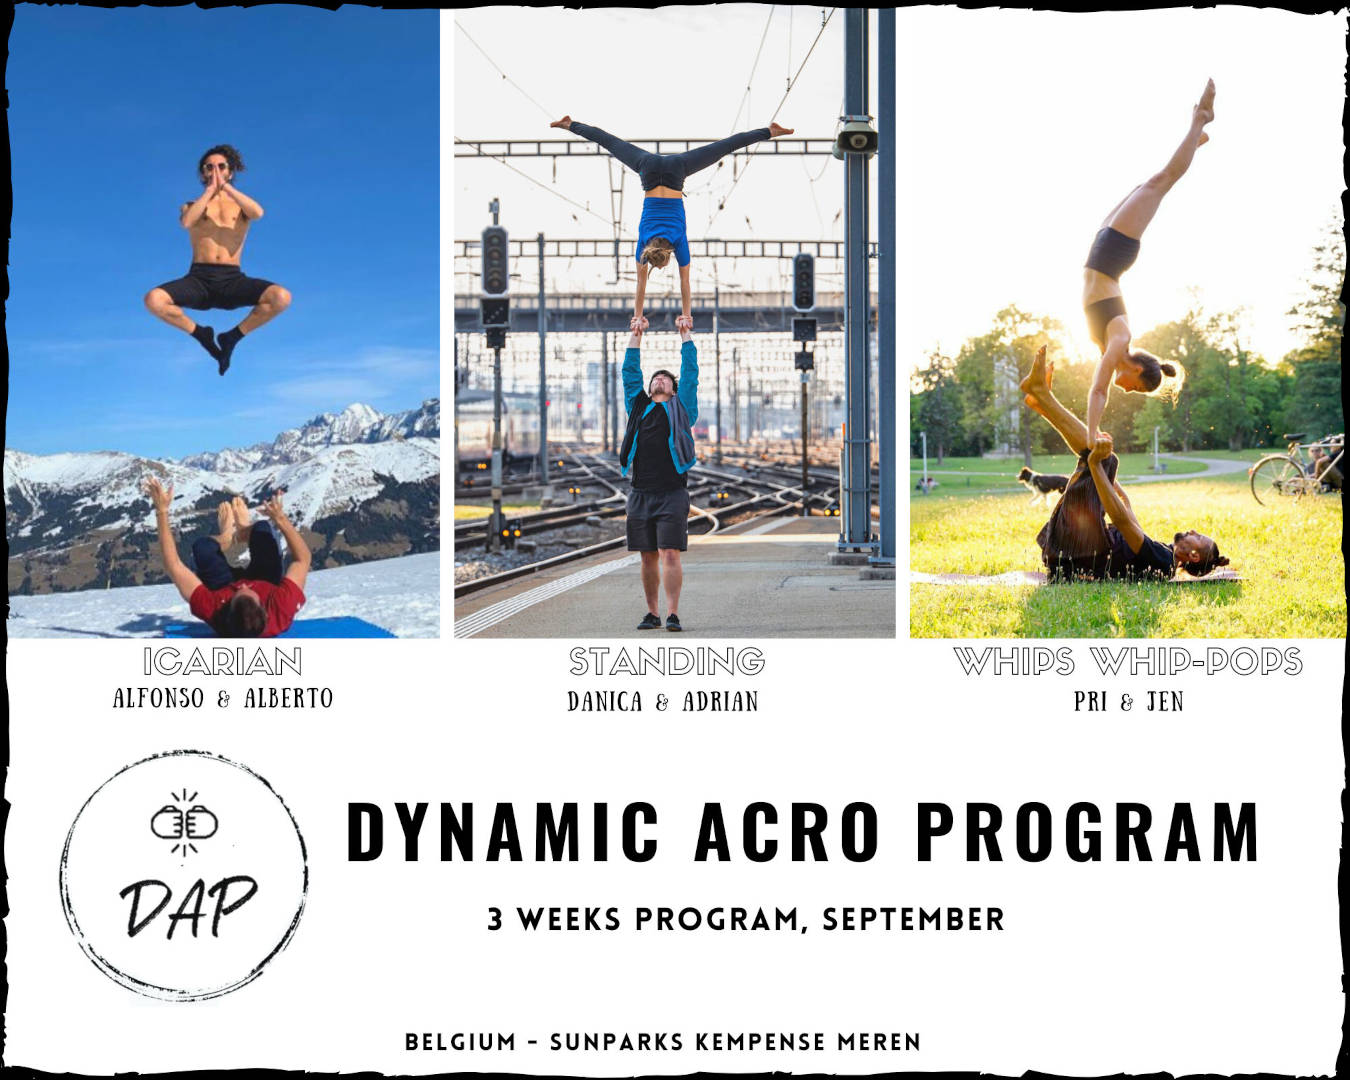 ICARIAN
ALFONSO & ALBERTO
STANDING
DANICA & ADRIAN
WHIPS WHIP-POPS
PRI & JEN
DAP
DYNAMIC ACRO PROGRAM
3 WEEKS PROGRAM, SEPTEMBER
BELGIUM - SUNPARKS KEMPENSE MEREN